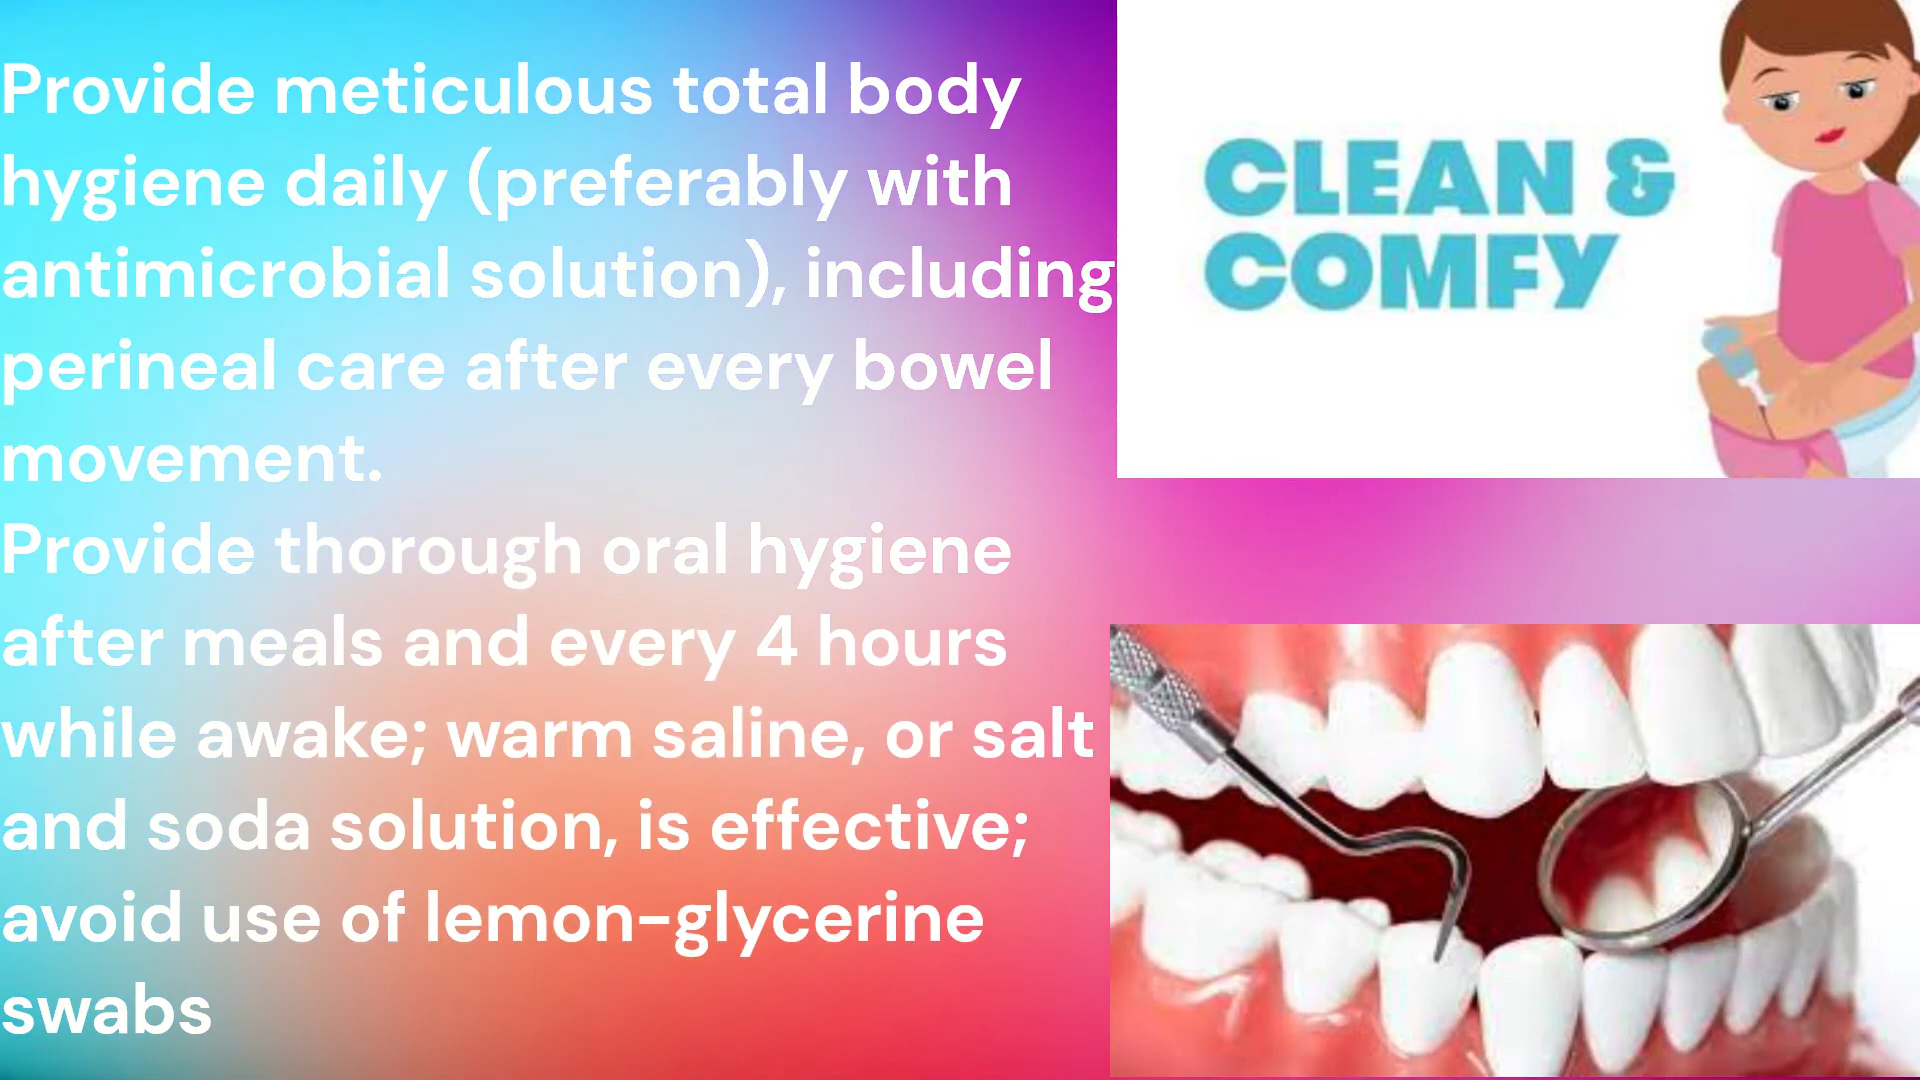 Provide meticulous total body
hygiene daily (preferably with
antimicrobial solution), including
perineal care after every bowel
movement.
Provide thorough oral hygiene
after meals and every 4 hours
while awake; warm saline, or salt
and soda solution, is effective;
avoid use of lemon-glycerine
swabs
CLEAN &
COMFY